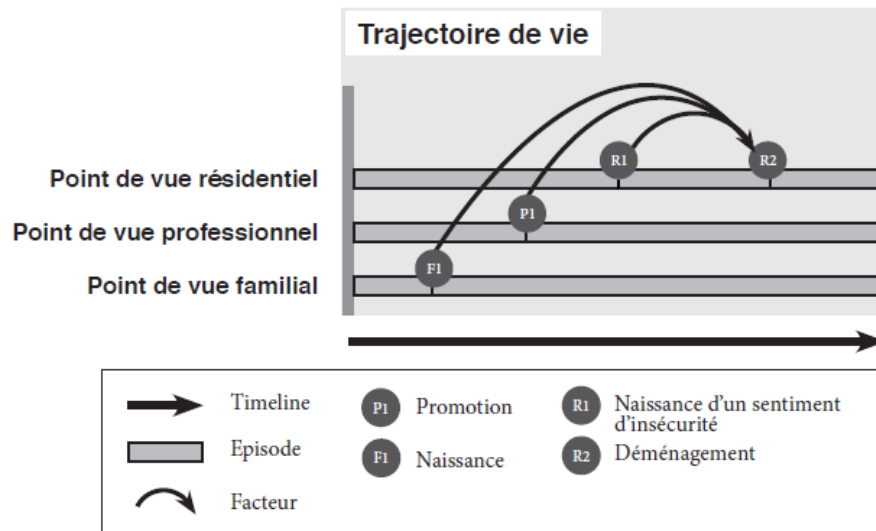 Trajectoire de vie
R1
R2
Point de vue résidentiel
P1
Point de vue professionnel
F1
Point de vue familial
Timeline
P1
Promotion
R1
Naissance d'un sentiment
d'insécurité
Episode
F1
Naissance
R2
Déménagement
Facteur